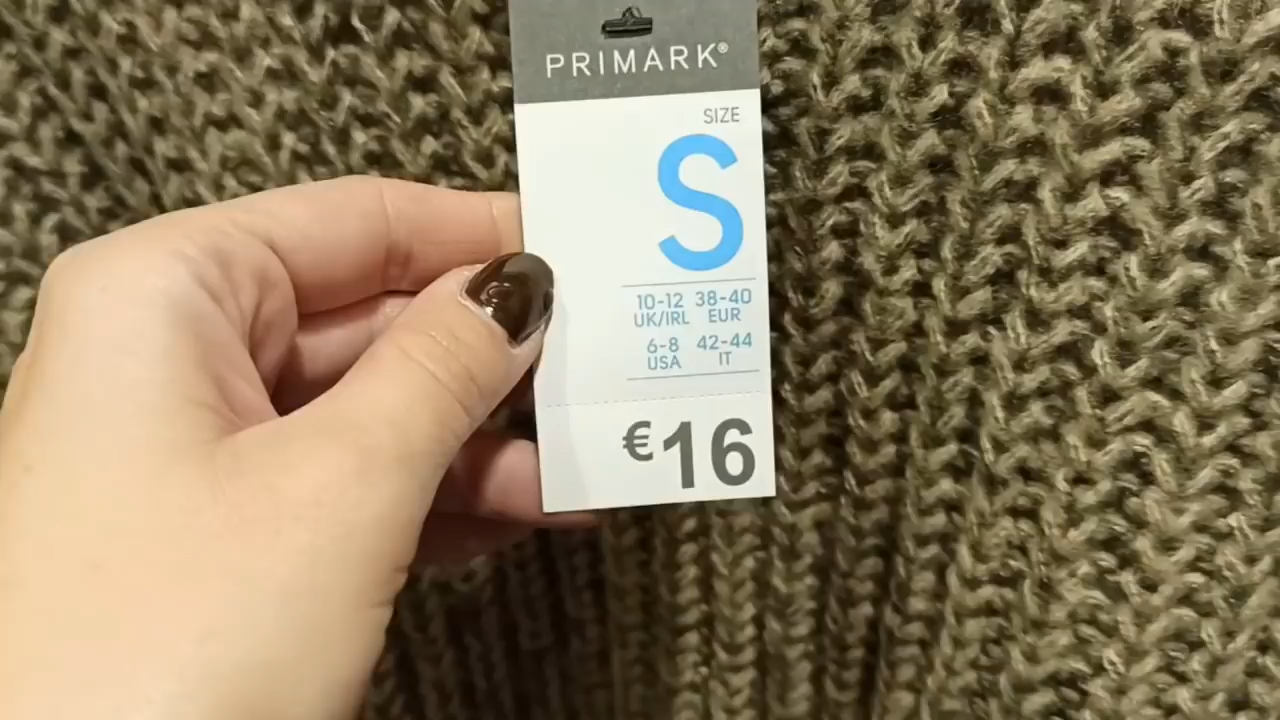 PRIMARK®
SIZE
S
10-12 38-40
UK/IRL EUR
6-8 42-44
USA IT
€16